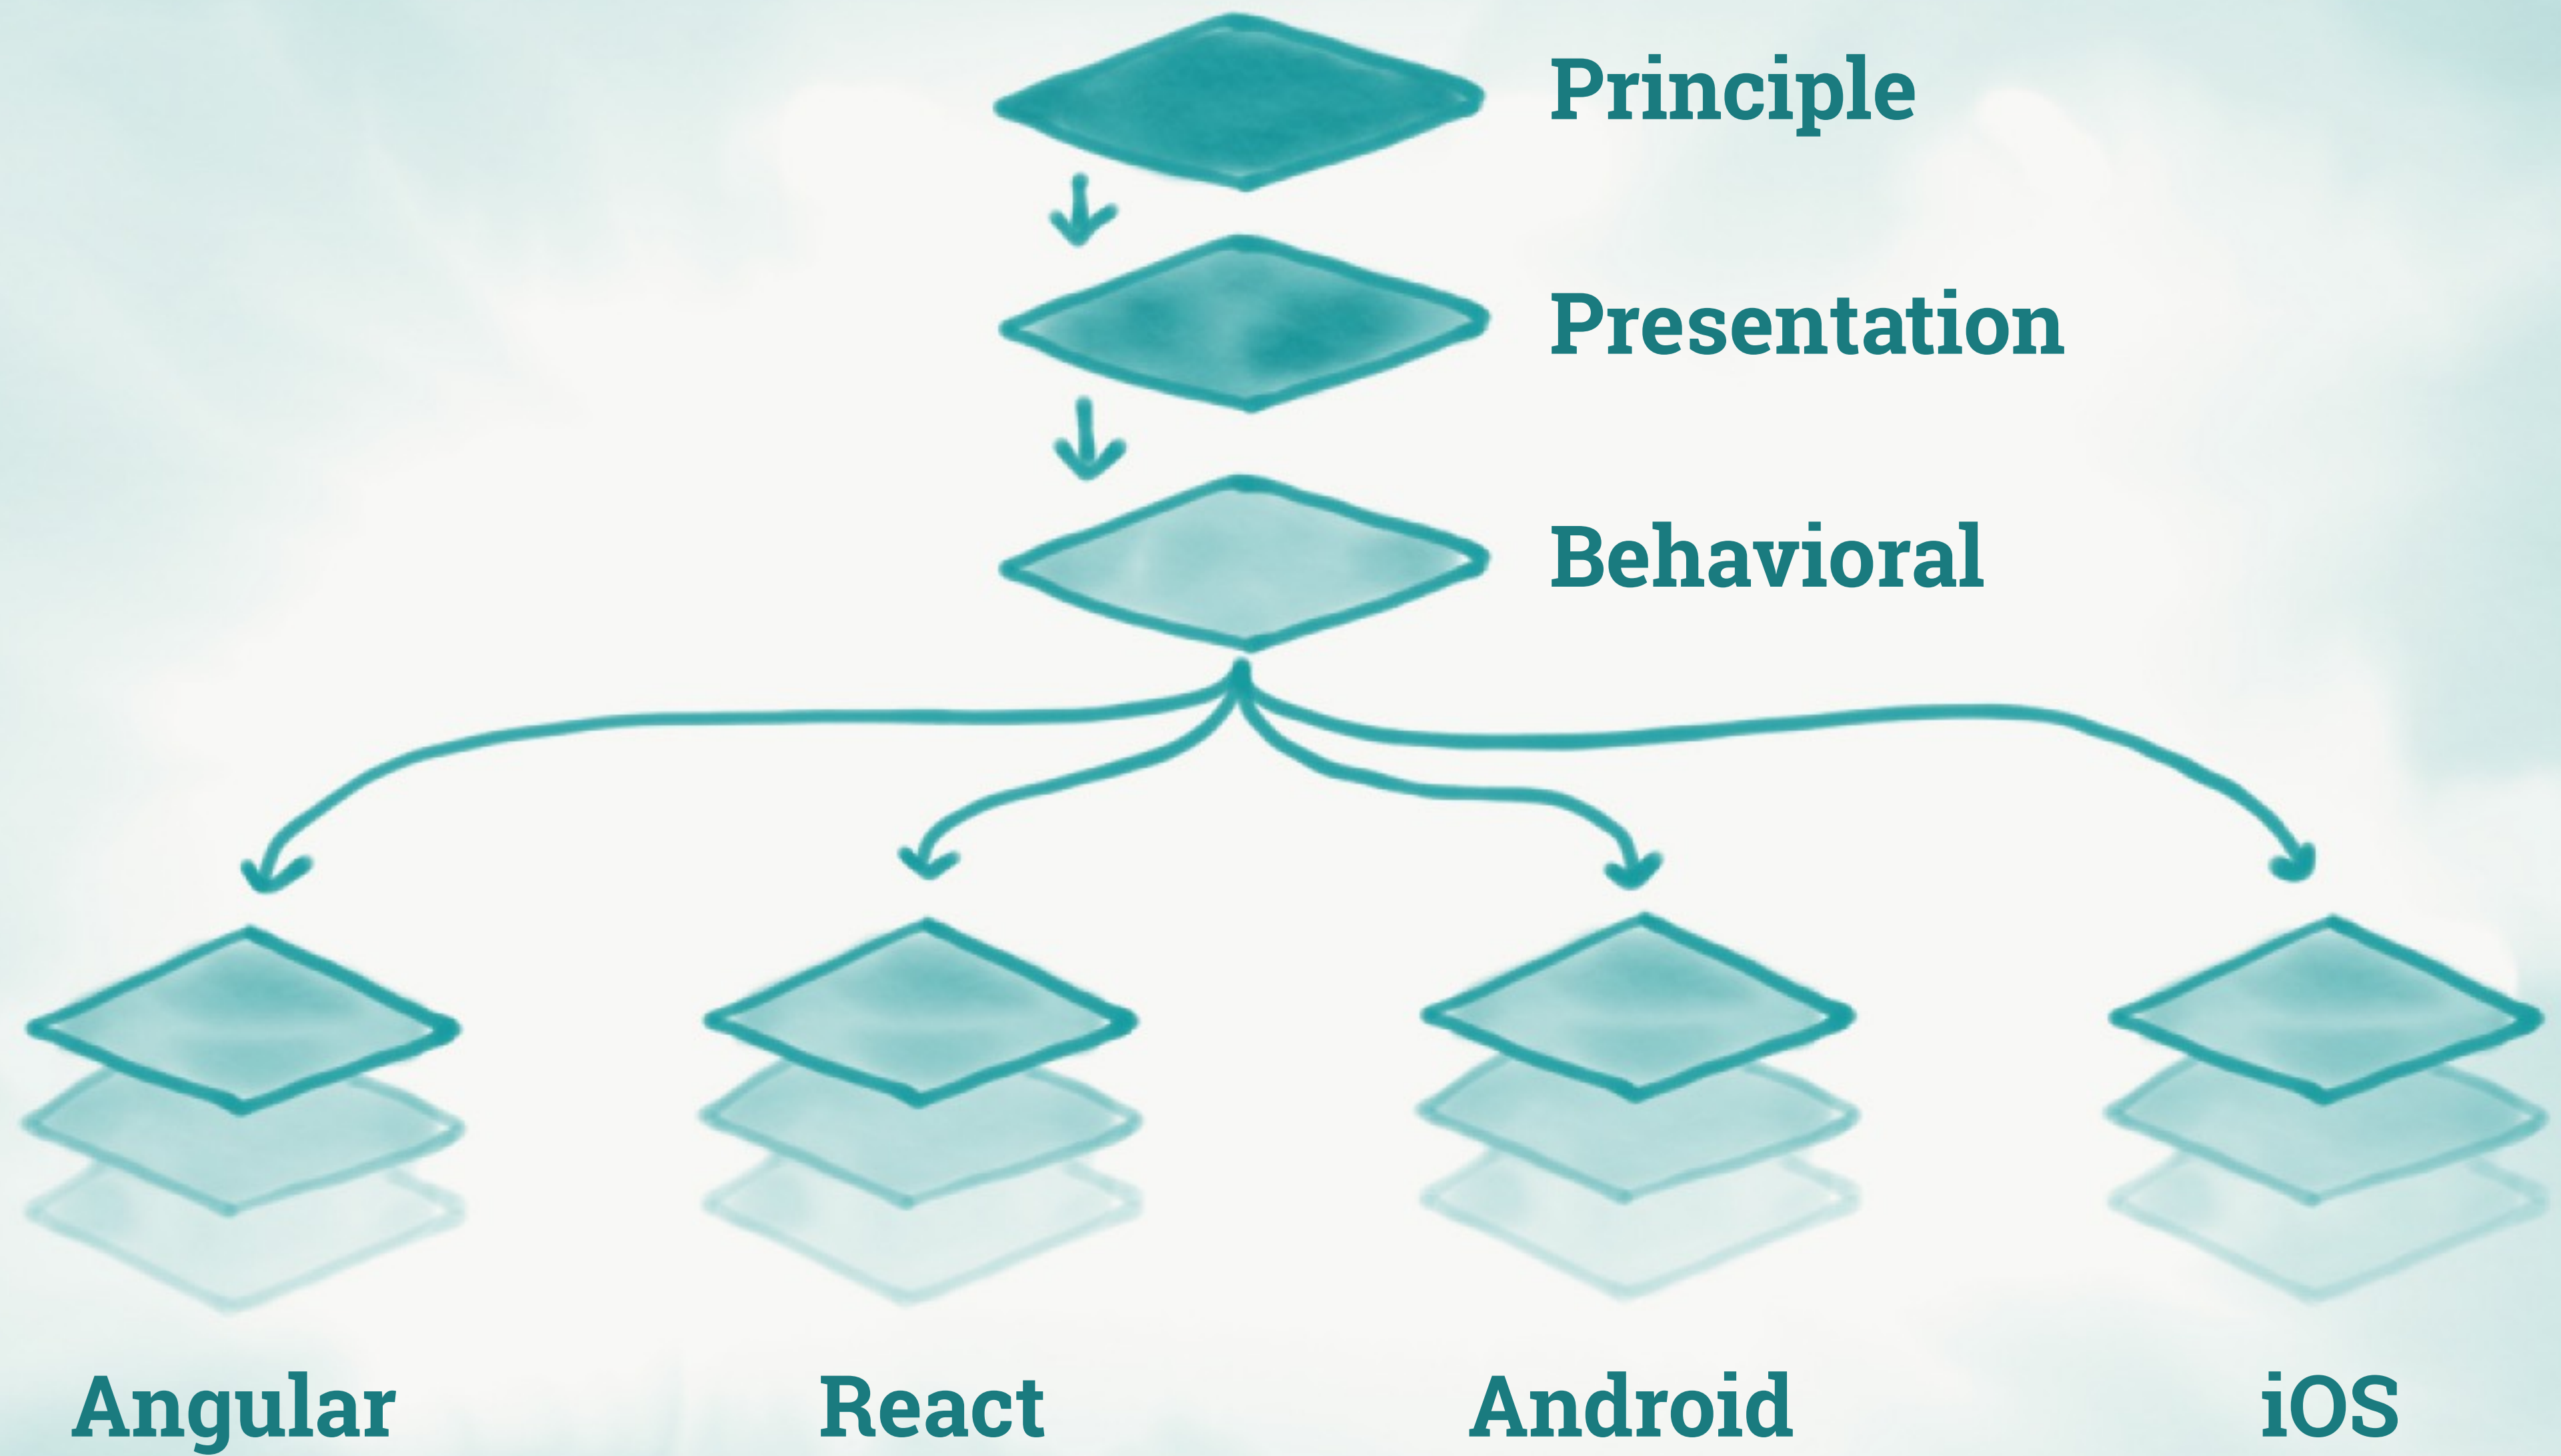 Principle
Presentation
Behavioral
Angular
React
Android
iOS